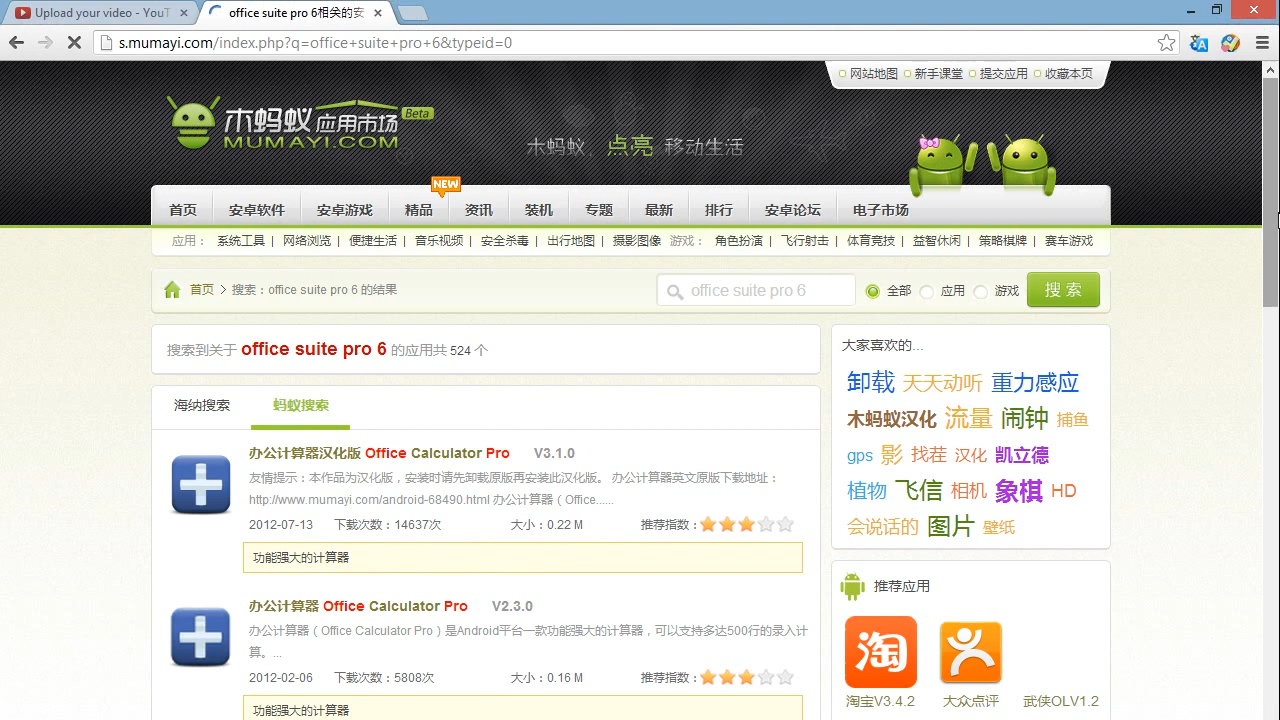 Upload your video - YouT
office suite pro 6相关的安
s.mumayi.com/index.php?q=office+suite+pro+6&typeid=0
网站地图 新手课堂 提交应用 收藏本页
木蚂蚁 应用市场 Beta
MUMAYI.COM
木蚂蚁，点亮 移动生活
NEW
首页 安卓软件 安卓游戏 精品 资讯 装机 专题 最新 排行 安卓论坛 电子市场
应用： 系统工具 | 网络浏览 | 便捷生活 | 音乐视频 | 安全杀毒 | 出行地图 | 摄影图像 游戏： 角色扮演 | 飞行射击 | 体育竞技 | 益智休闲 | 策略棋牌 | 赛车游戏
首页 > 搜索：office suite pro 6 的结果
office suite pro 6 全部 应用 游戏 搜 索
搜索到关于 office suite pro 6 的应用共 524 个
海纳搜索 蚂蚁搜索
办公计算器汉化版 Office Calculator Pro V3.1.0
友情提示：本作品为汉化版，安装时请先卸载原版再安装此汉化版。 办公计算器英文原版下载地址：
http://www.mumayi.com/android-68490.html 办公计算器（Office......
2012-07-13 下载次数：14637次 大小：0.22 M 推荐指数：
功能强大的计算器
办公计算器 Office Calculator Pro V2.3.0
办公计算器（Office Calculator Pro）是Android平台一款功能强大的计算器，可以支持多达500行的录入计
算。...
2012-02-06 下载次数：5808次 大小：0.16 M 推荐指数：
功能强大的计算器
大家喜欢的...
卸载 天天动听 重力感应
木蚂蚁汉化 流量 闹钟 捕鱼
gps 影 找茬 汉化 凯立德
植物 飞信 相机 象棋 HD
会说话的 图片 壁纸
推荐应用
淘
淘宝V3.4.2 大众点评 武侠OLV1.2